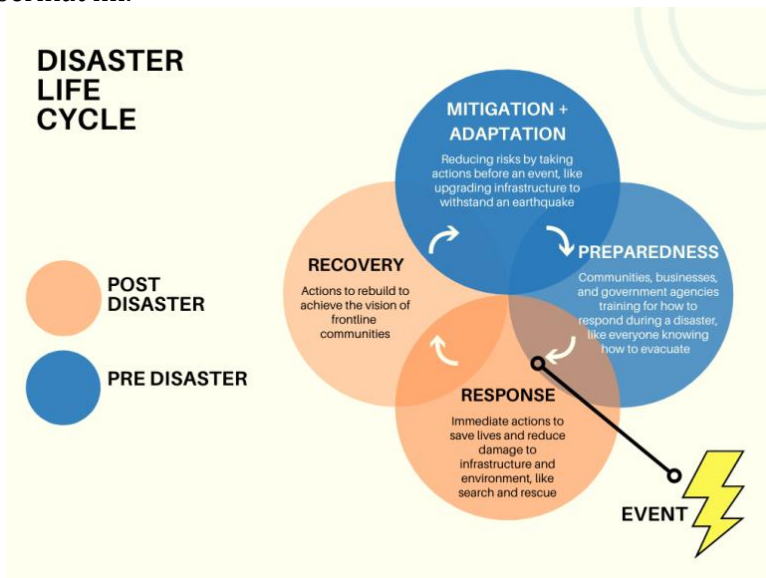 DISASTER
LIFE
CYCLE
MITIGATION +
ADAPTATION
Reducing risks by taking
actions before an event, like
upgrading infrastructure to
withstand an earthquake
PREPAREDNESS
Communities, businesses,
and government agencies
training for how to
respond during a disaster,
like everyone knowing
how to evacuate
RECOVERY
Actions to rebuild to
achieve the vision of
frontline
communities
POST
DISASTER
PRE DISASTER
RESPONSE
Immediate actions to
save lives and reduce
damage to
infrastructure and
environment, like
search and rescue
EVENT